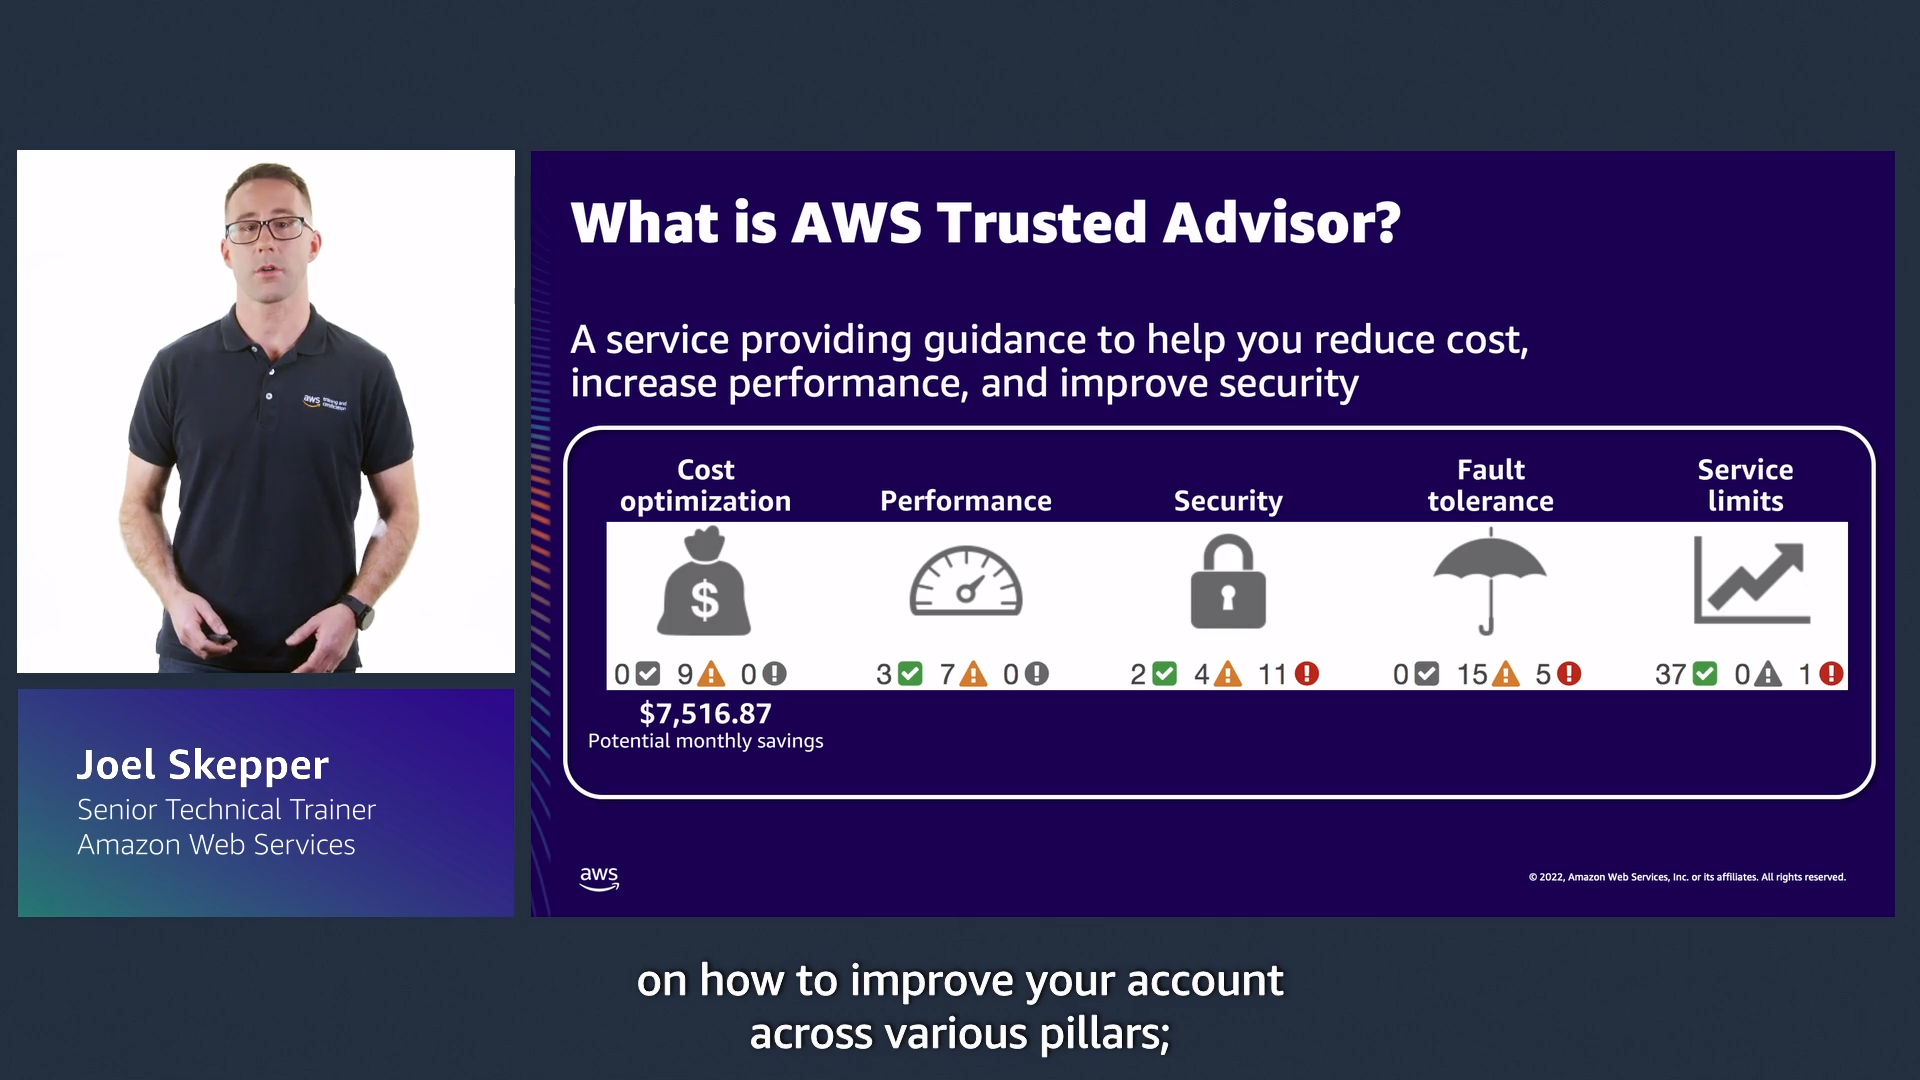 What is AWS Trusted Advisor?
A service providing guidance to help you reduce cost,
increase performance, and improve security
Cost
optimization
Performance
Security
Fault
tolerance
Service
limits
$
0 9 0
3 7 0
2 4 11
0 15 5
37 0 1
$7,516.87
Potential monthly savings
aws
© 2022, Amazon Web Services, Inc. or its affiliates. All rights reserved.
aws training and
certification
Joel Skepper
Senior Technical Trainer
Amazon Web Services
on how to improve your account
across various pillars;